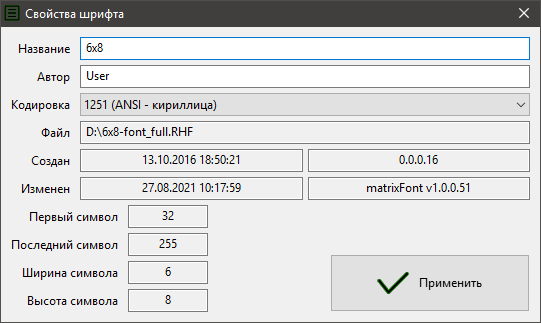 Свойства шрифта
Название 6x8
Автор User
Кодировка 1251 (ANSI - кириллица)
Файл D:\6x8-font_full.RHF
Создан 13.10.2016 18:50:21 0.0.0.16
Изменен 27.08.2021 10:17:59 matrixFont v1.0.0.51
Первый символ 32
Последний символ 255
Ширина символа 6
Высота символа 8
Применить